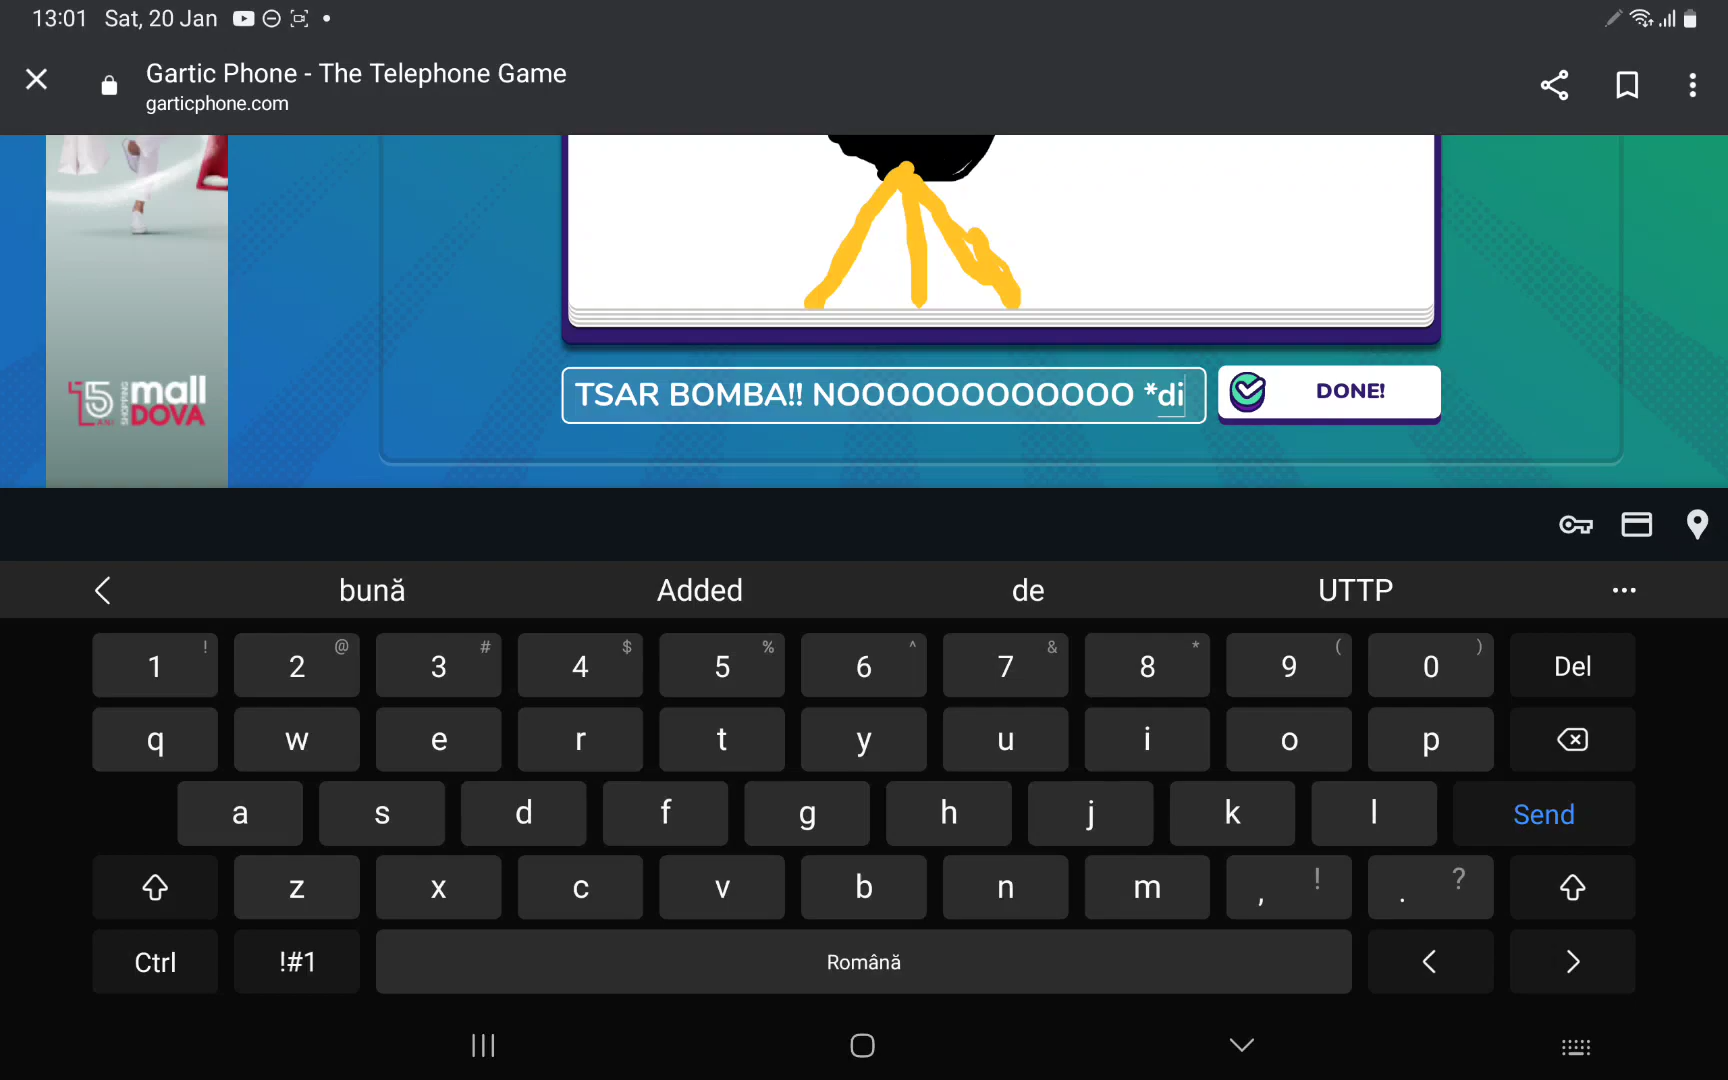 13:01 Sat, 20 Jan
Gartic Phone - The Telephone Game
garticphone.com
15 ANI SHOPPING mall DOVA
TSAR BOMBA!! NOOOOOOOOOOOO *di
DONE!
bună Added de UTTP ...
1 ! 2 @ 3 # 4 $ 5 % 6 ^ 7 & 8 * 9 ( 0 ) Del
q w e r t y u i o p
a s d f g h j k l Send
z x c v b n m , ! . ?
Ctrl !#1 Română < >